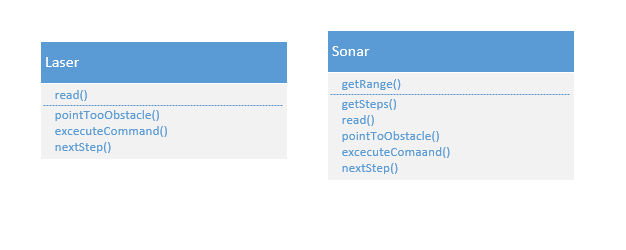 Laser
read()
pointTooObstacle()
excecuteCommand()
nextStep()
Sonar
getRange()
getSteps()
read()
pointToObstacle()
excecuteComaand()
nextStep()